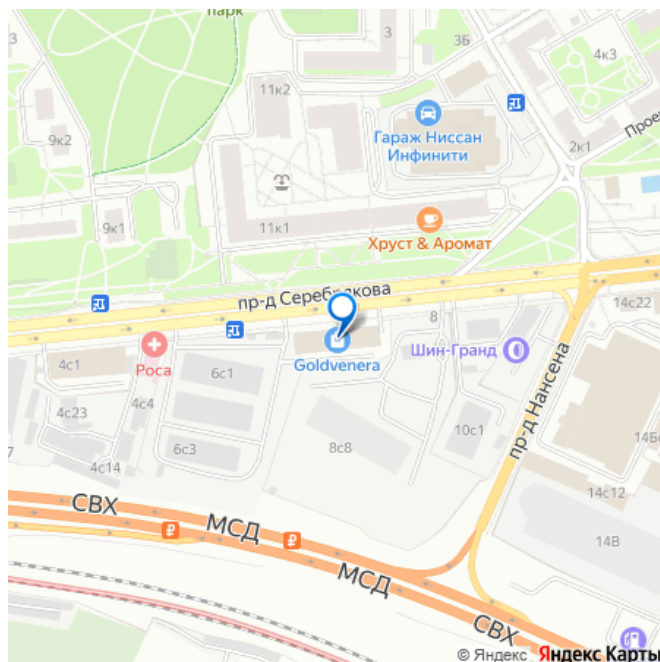 парк
3
3Б
4к3
11к2
Гараж Ниссан
Инфинити
9к2
2к1
9к1
11к1
Хруст & Аромат
пр-д Серебрякова
14с22
8
Goldvenera
Шин-Гранд
Роса
4с1
6с1
4с4
4с23
пр-д Нансена
10с1
6с3
8с8
4с14
14с12
СВХ
МСД
14В
МСД
СВХ
© Яндекс Яндекс Карты